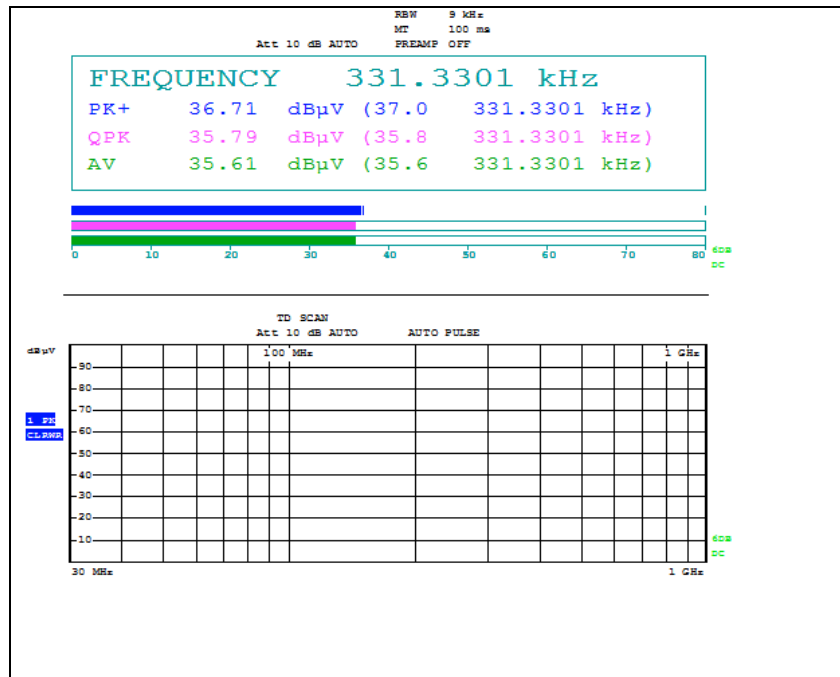 RBW 9 kHz
MT 100 ms
Att 10 dB AUTO PREAMP OFF
FREQUENCY 331.3301 kHz
PK+ 36.71 dBµV (37.0 331.3301 kHz)
QPK 35.79 dBµV (35.8 331.3301 kHz)
AV 35.61 dBµV (35.6 331.3301 kHz)
0 10 20 30 40 50 60 70 80
6DB
DC
TD SCAN
Att 10 dB AUTO AUTO PULSE
dBµV
100 MHz 1 GHz
90
80
70
1 PK
CLRWR
60
50
40
30
20
10
6DB
DC
30 MHz 1 GHz